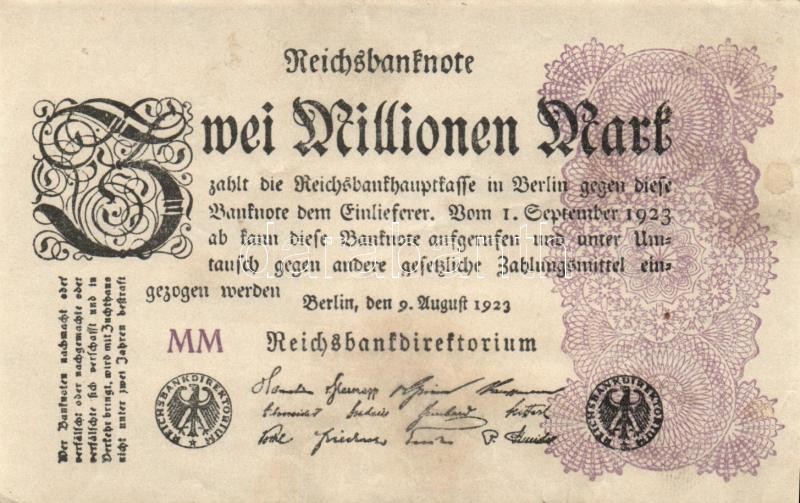 Reichsbanknote
Zwei Millionen Mark
zahlt die Reichsbankhauptkasse in Berlin gegen diese
Banknote dem Einlieferer. Vom 1. September 1923
ab kann diese Banknote aufgerufen und unter Um-
tausch gegen andere gesetzliche Zahlungsmittel ein-
gezogen werden
Berlin, den 9. August 1923
MM
Reichsbankdirektorium
Wer Banknoten nachmacht oder
verfälscht oder nachgemachte oder
verfälschte sich verschafft und in
Verkehr bringt, wird mit Zuchthaus
nicht unter zwei Jahren bestraft
REICHSBANKDIREKTORIUM
REICHSBANKDIREKTORIUM
darabanth